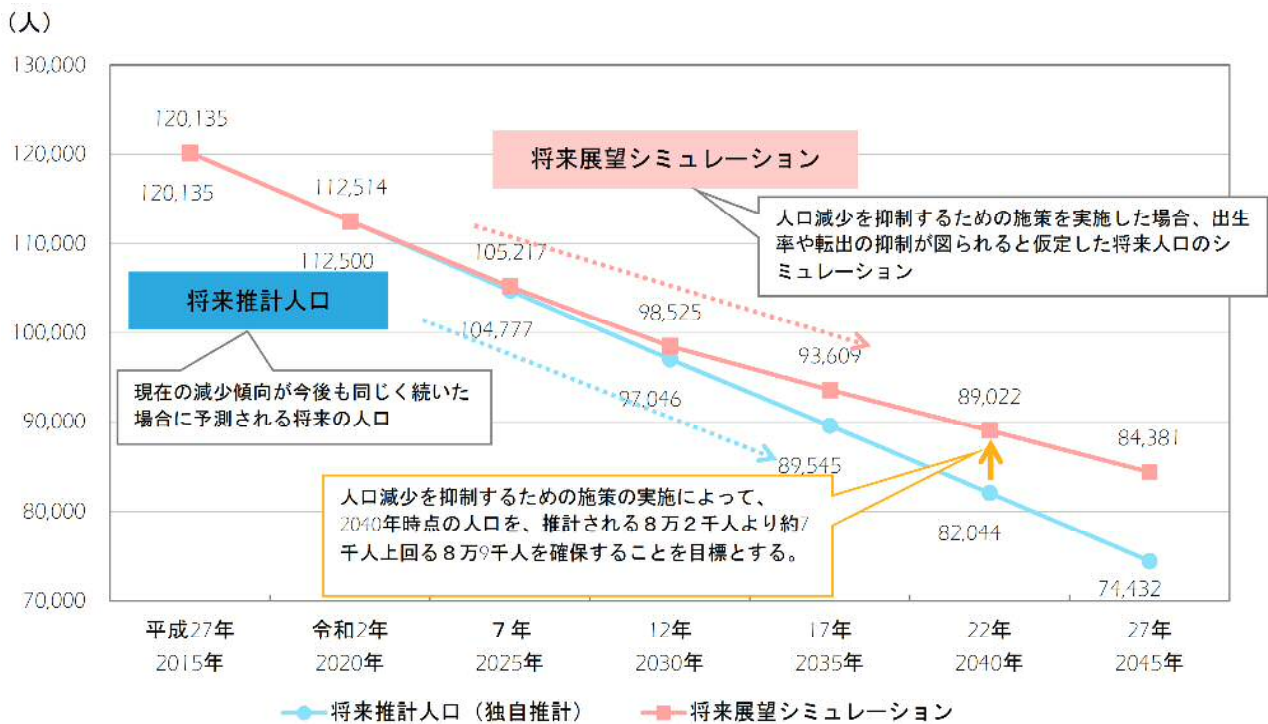 (人)
130,000
120,000
110,000
100,000
90,000
80,000
70,000
120,135
120,135
112,514
112,500
105,217
104,777
98,525
97,046
93,609
89,545
89,022
82,044
84,381
74,432
将来展望シミュレーション
人口減少を抑制するための施策を実施した場合、出生
率や転出の抑制が図られると仮定した将来人口のシ
ミュレーション
将来推計人口
現在の減少傾向が今後も同じく続いた
場合に予測される将来の人口
人口減少を抑制するための施策の実施によって、
2040年時点の人口を、推計される8万2千人より約7
千人上回る8万9千人を確保することを目標とする。
平成27年 令和2年 7年 12年 17年 22年 27年
2015年 2020年 2025年 2030年 2035年 2040年 2045年
将来推計人口(独自推計) 将来展望シミュレーション